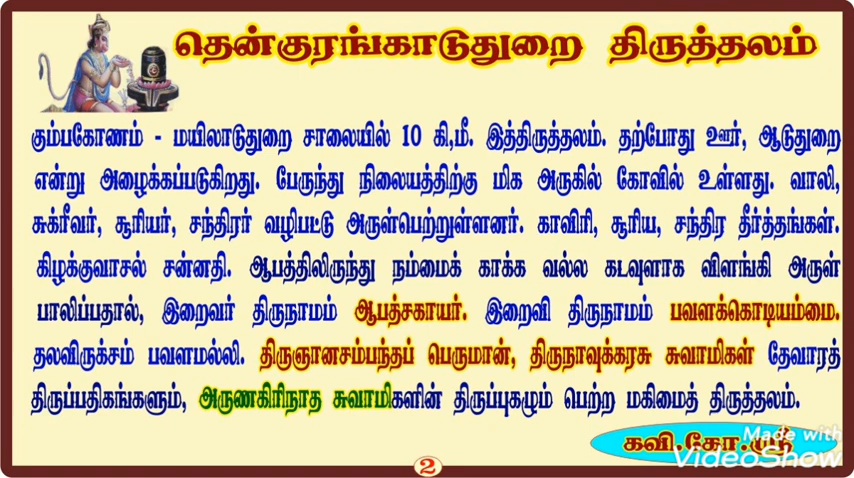 தென்குரங்காடுதுறை திருத்தலம்
கும்பகோணம் - மயிலாடுதுறை சாலையில் 10 கி,மீ. இத்திருத்தலம். தற்போது ஊர், ஆடுதுறை
என்று அழைக்கப்படுகிறது. பேருந்து நிலையத்திற்கு மிக அருகில் கோவில் உள்ளது. வாலி,
சுக்ரீவர், சூரியர், சந்திரர் வழிபட்டு அருள்பெற்றுள்ளனர். காவிரி, சூரிய, சந்திர தீர்த்தங்கள்.
கிழக்குவாசல் சன்னதி. ஆபத்திலிருந்து நம்மைக் காக்க வல்ல கடவுளாக விளங்கி அருள்
பாலிப்பதால், இறைவர் திருநாமம் ஆபத்சகாயர். இறைவி திருநாமம் பவளக்கொடியம்மை.
தலவிருக்சம் பவளமல்லி. திருஞானசம்பந்தப் பெருமான், திருநாவுக்கரசு சுவாமிகள் தேவாரத்
திருப்பதிகங்களும், அருணகிரிநாத சுவாமிகளின் திருப்புகழும் பெற்ற மகிமைத் திருத்தலம்.
கவி.கோ.ஸ்ரீ
Made with
VideoShow
2